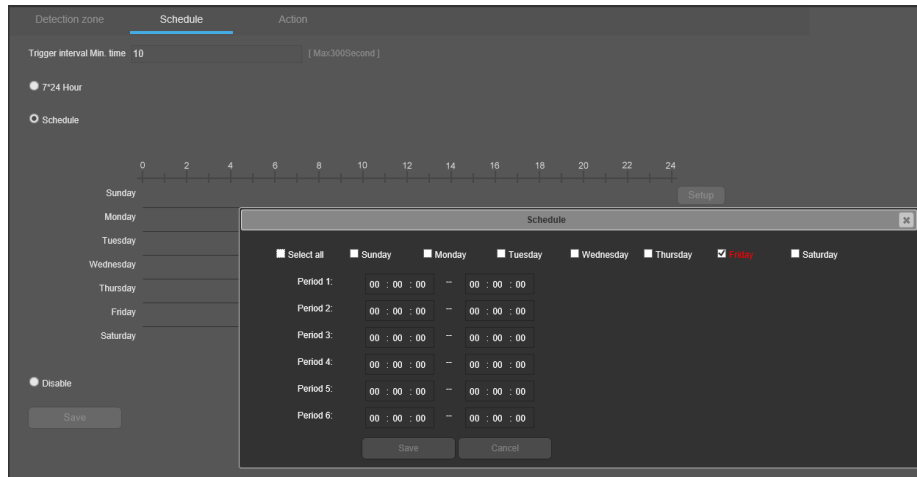 Detection zone Schedule Action
Trigger interval Min. time 10 [ Max300Second ]
7*24 Hour
Schedule
0 2 4 6 8 10 12 14 16 18 20 22 24
Sunday Setup
Monday
Tuesday
Wednesday
Thursday
Friday
Saturday
Disable
Save
Schedule
Select all Sunday Monday Tuesday Wednesday Thursday Friday Saturday
Period 1: 00 : 00 : 00 -- 00 : 00 : 00
Period 2: 00 : 00 : 00 -- 00 : 00 : 00
Period 3: 00 : 00 : 00 -- 00 : 00 : 00
Period 4: 00 : 00 : 00 -- 00 : 00 : 00
Period 5: 00 : 00 : 00 -- 00 : 00 : 00
Period 6: 00 : 00 : 00 -- 00 : 00 : 00
Save Cancel